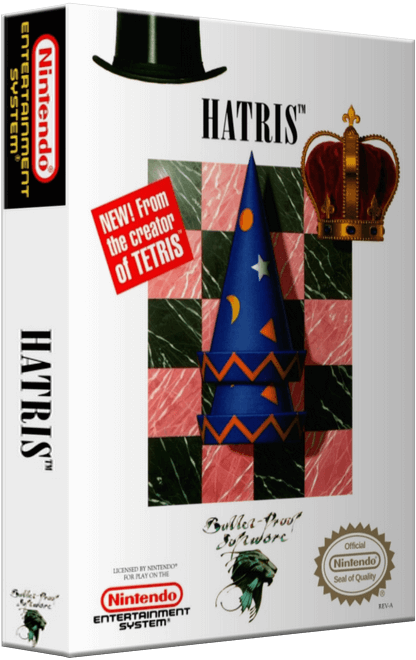 Nintendo
ENTERTAINMENT
SYSTEM®
HATRIS™
HATRIS™
NEW! From
the creator
of TETRIS™
Bullet-Proof
Software
LICENSED BY NINTENDO®
FOR PLAY ON THE
Nintendo
ENTERTAINMENT
SYSTEM®
Official
Nintendo
Seal of Quality
REV-A
Bullet-Proof
Software